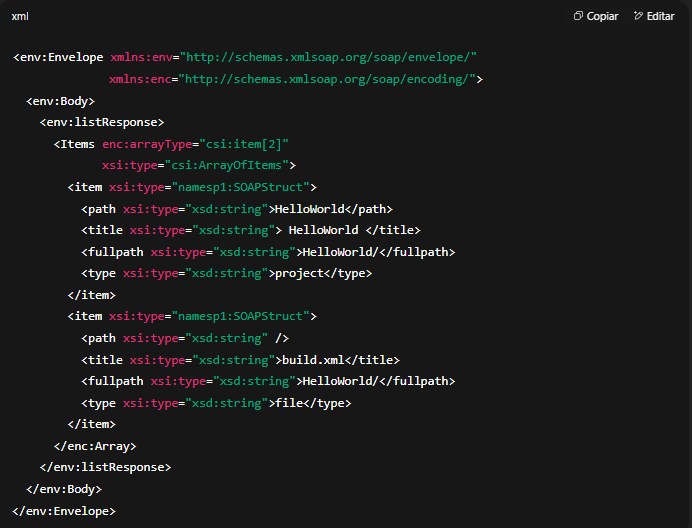 xml
Copiar
Editar
<env:Envelope xmlns:env="http://schemas.xmlsoap.org/soap/envelope/"
              xmlns:enc="http://schemas.xmlsoap.org/soap/encoding/">
  <env:Body>
    <env:listResponse>
      <Items enc:arrayType="csi:item[2]"
             xsi:type="csi:ArrayOfItems">
        <item xsi:type="namesp1:SOAPStruct">
          <path xsi:type="xsd:string">HelloWorld</path>
          <title xsi:type="xsd:string"> HelloWorld </title>
          <fullpath xsi:type="xsd:string">HelloWorld/</fullpath>
          <type xsi:type="xsd:string">project</type>
        </item>
        <item xsi:type="namesp1:SOAPStruct">
          <path xsi:type="xsd:string" />
          <title xsi:type="xsd:string">build.xml</title>
          <fullpath xsi:type="xsd:string">HelloWorld/</fullpath>
          <type xsi:type="xsd:string">file</type>
        </item>
      </enc:Array>
    </env:listResponse>
  </env:Body>
</env:Envelope>